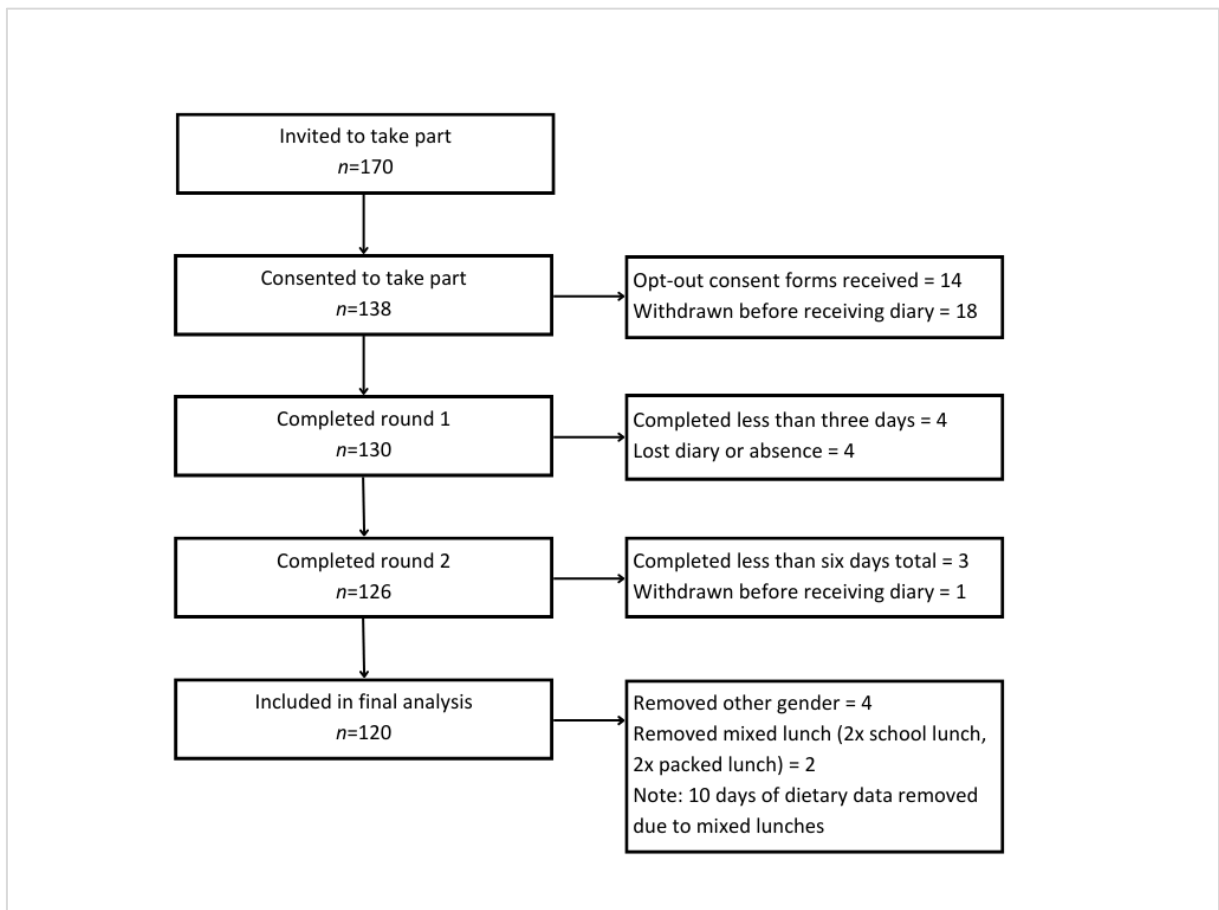 Invited to take part
n=170
Consented to take part
n=138
Opt-out consent forms received = 14
Withdrawn before receiving diary = 18
Completed round 1
n=130
Completed less than three days = 4
Lost diary or absence = 4
Completed round 2
n=126
Completed less than six days total = 3
Withdrawn before receiving diary = 1
Included in final analysis
n=120
Removed other gender = 4
Removed mixed lunch (2x school lunch,
2x packed lunch) = 2
Note: 10 days of dietary data removed
due to mixed lunches